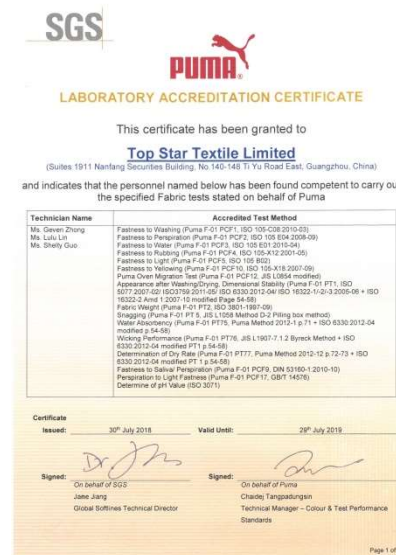 SGS
PUMA®
LABORATORY ACCREDITATION CERTIFICATE
This certificate has been granted to
Top Star Textile Limited
(Suites 1911 Nanfang Securities Building, No.140-148 Ti Yu Road East, Guangzhou, China)
and indicates that the personnel named below has been found competent to carry ou
the specified Fabric tests stated on behalf of Puma
Technician Name Accredited Test Method
Ms. Geven Zhong Fastness to Washing (Puma F-01 PCF1, ISO 105-C08:2010-03)
Ms. Lulu Lin Fastness to Perspiration (Puma F-01 PCF2, ISO 105 E04:2008-09)
Ms. Shelly Guo Fastness to Water (Puma F-01 PCF3, ISO 105 E01:2010-04)
Fastness to Rubbing (Puma F-01 PCF4, ISO 105-X12:2001-05)
Fastness to Light (Puma F-01 PCF5, ISO 105 B02)
Fastness to Yellowing (Puma F-01 PCF10, ISO 105-X18:2007-09)
Puma Oven Migration Test (Puma F-01 PCF12, JIS L0854 modified)
Appearance after Washing/Drying, Dimensional Stability (Puma F-01 PT1, ISO
5077:2007-02/ ISO3759:2011-05/ ISO 6330:2012-04/ ISO 16322-1/-2/-3:2005-06 + ISO
16322-2 Amd 1:2007-10 modified Page 54-58)
Fabric Weight (Puma F-01 PT2, ISO 3801-1997-09)
Snagging (Puma F-01 PT 5, JIS L1058 Method D-2 Pilling box method)
Water Absorbency (Puma F-01 PT75, Puma Method 2012-1 p.71 + ISO 6330:2012-04
modified p.54-58)
Wicking Performance (Puma F-01 PT76, JIS L1907-7.1.2 Byreck Method + ISO
6330:2012-04 modified PT1 p.54-58)
Determination of Dry Rate (Puma F-01 PT77, Puma Method 2012-12 p.72-73 + ISO
6330:2012-04 modified PT 1 p.54-58)
Fastness to Saliva/ Perspiration (Puma F-01 PCF9, DIN 53160-1:2010-10)
Perspiration to Light Fastness (Puma F-01 PCF17, GB/T 14576)
Determine of pH Value (ISO 3071)
Certificate
Issued: 30th July 2018 Valid Until: 29th July 2019
Signed: Signed:
On behalf of SGS On behalf of Puma
Jane Jiang Chaidej Tangpadungsin
Global Softlines Technical Director Technical Manager – Colour & Test Performance
Standards
Page 1 of